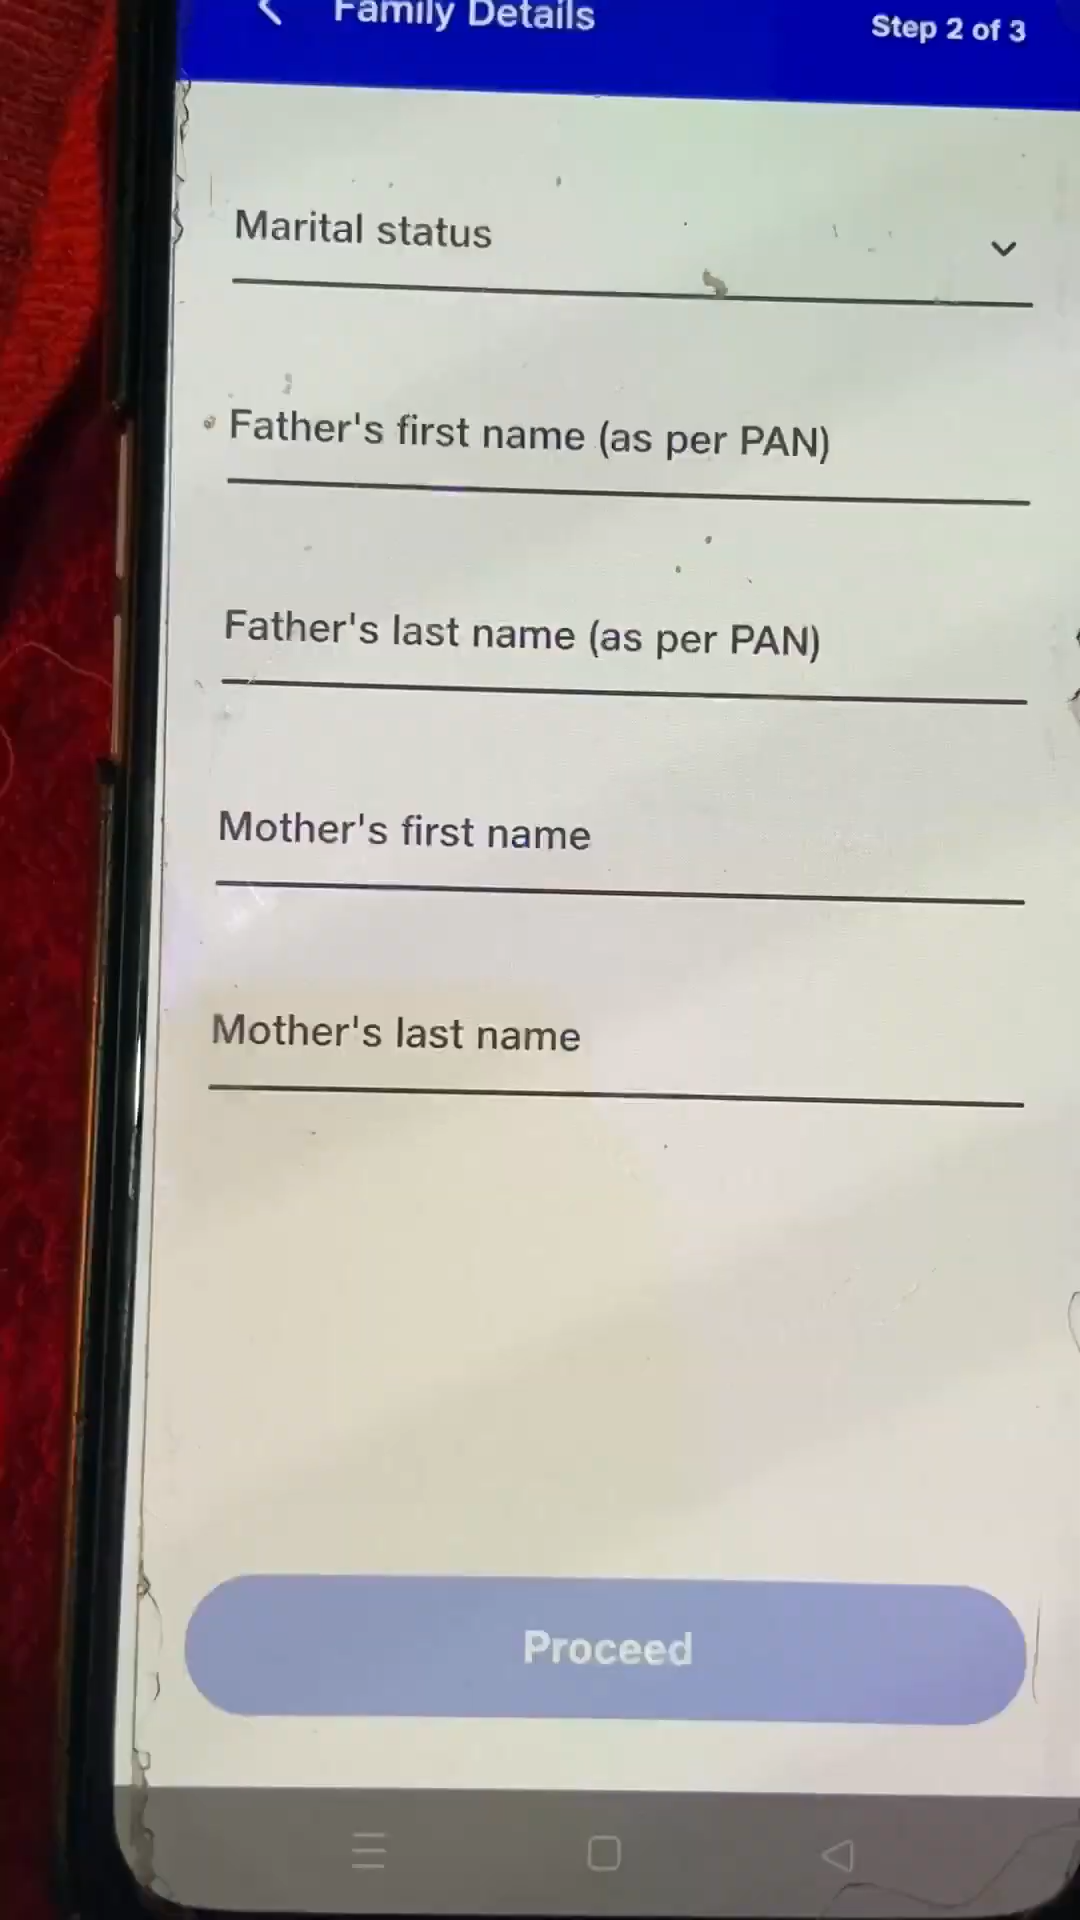 Family Details
Step 2 of 3
Marital status
Father's first name (as per PAN)
Father's last name (as per PAN)
Mother's first name
Mother's last name
Proceed